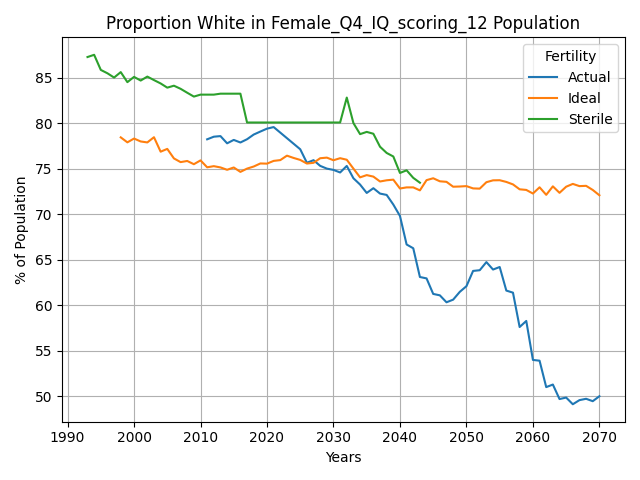 Proportion White in Female_Q4_IQ_scoring_12 Population
Fertility
Actual
Ideal
Sterile
% of Population
85
80
75
70
65
60
55
50
1990 2000 2010 2020 2030 2040 2050 2060 2070
Years